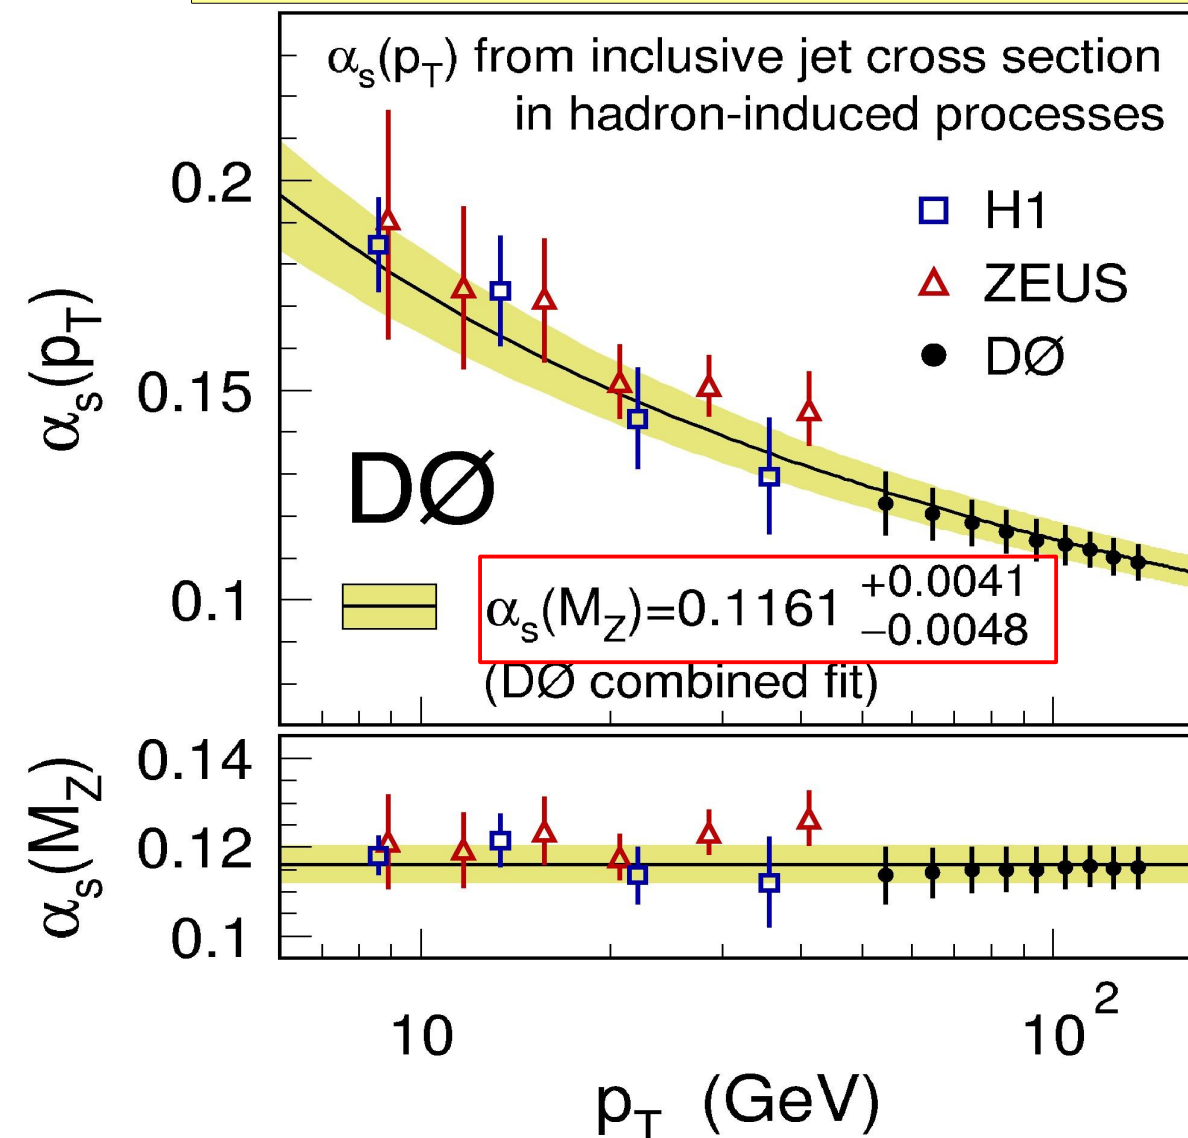 αs(pT) from inclusive jet cross section
in hadron-induced processes
H1
ZEUS
DØ
αs(pT)
0.2
0.15
0.1
DØ
αs(MZ)=0.1161 +0.0041
−0.0048
(DØ combined fit)
αs(MZ)
0.14
0.12
0.1
10
10²
pT (GeV)